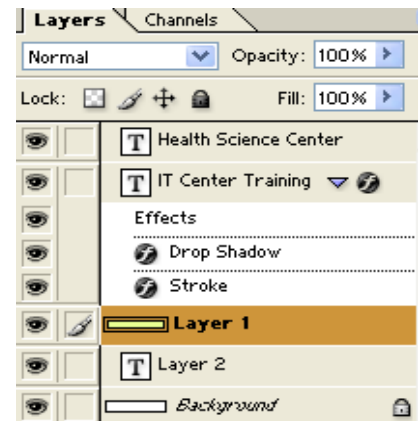 Layers Channels
Normal Opacity: 100%
Lock: Fill: 100%
T Health Science Center
T IT Center Training
Effects
Drop Shadow
Stroke
Layer 1
T Layer 2
Background